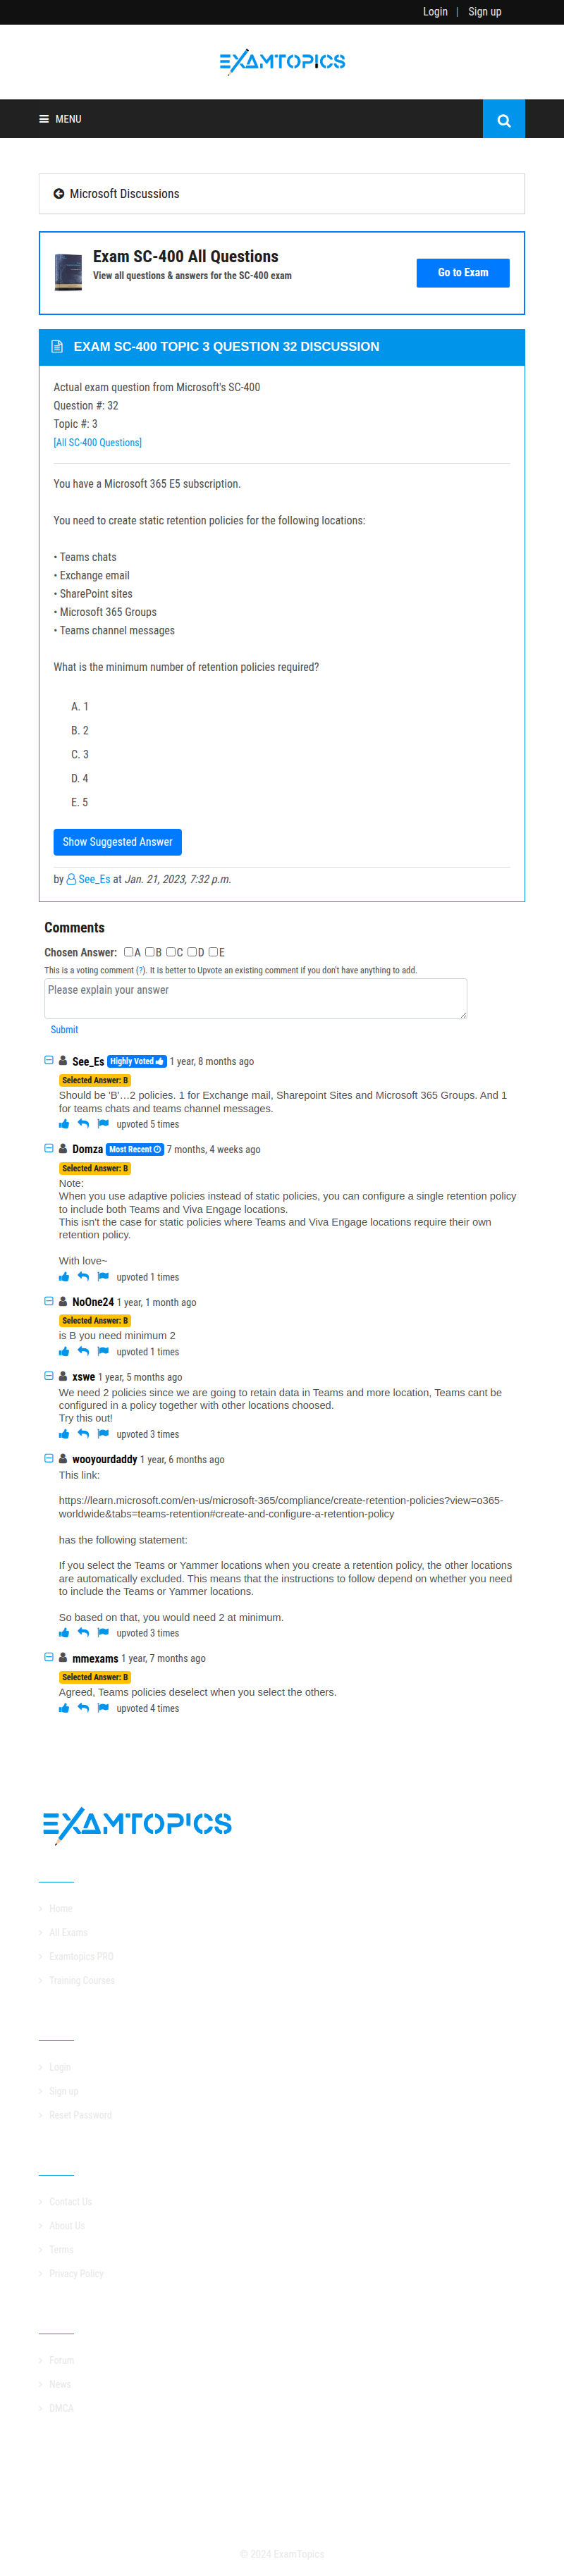 Login | Sign up
EXAMTOPICS
MENU
Microsoft Discussions
Exam SC-400 All Questions
View all questions & answers for the SC-400 exam
Go to Exam
EXAM SC-400 TOPIC 3 QUESTION 32 DISCUSSION
Actual exam question from Microsoft's SC-400
Question #: 32
Topic #: 3
[All SC-400 Questions]
You have a Microsoft 365 E5 subscription.
You need to create static retention policies for the following locations:
• Teams chats
• Exchange email
• SharePoint sites
• Microsoft 365 Groups
• Teams channel messages
What is the minimum number of retention policies required?
A. 1
B. 2
C. 3
D. 4
E. 5
Show Suggested Answer
by See_Es at Jan. 21, 2023, 7:32 p.m.
Comments
Chosen Answer: A B C D E
This is a voting comment (?). It is better to Upvote an existing comment if you don't have anything to add.
Please explain your answer
Submit
See_Es Highly Voted 1 year, 8 months ago
Selected Answer: B
Should be 'B'…2 policies. 1 for Exchange mail, Sharepoint Sites and Microsoft 365 Groups. And 1
for teams chats and teams channel messages.
upvoted 5 times
Domza Most Recent 7 months, 4 weeks ago
Selected Answer: B
Note:
When you use adaptive policies instead of static policies, you can configure a single retention policy
to include both Teams and Viva Engage locations.
This isn't the case for static policies where Teams and Viva Engage locations require their own
retention policy.
With love~
upvoted 1 times
NoOne24 1 year, 1 month ago
Selected Answer: B
is B you need minimum 2
upvoted 1 times
xswe 1 year, 5 months ago
We need 2 policies since we are going to retain data in Teams and more location, Teams cant be
configured in a policy together with other locations choosed.
Try this out!
upvoted 3 times
wooyourdaddy 1 year, 6 months ago
This link:
https://learn.microsoft.com/en-us/microsoft-365/compliance/create-retention-policies?view=o365-
worldwide&tabs=teams-retention#create-and-configure-a-retention-policy
has the following statement:
If you select the Teams or Yammer locations when you create a retention policy, the other locations
are automatically excluded. This means that the instructions to follow depend on whether you need
to include the Teams or Yammer locations.
So based on that, you would need 2 at minimum.
upvoted 3 times
mmexams 1 year, 7 months ago
Selected Answer: B
Agreed, Teams policies deselect when you select the others.
upvoted 4 times
EXAMTOPICS
Home
All Exams
Examtopics PRO
Training Courses
Login
Sign up
Reset Password
Contact Us
About Us
Terms
Privacy Policy
Forum
News
DMCA
© 2024 ExamTopics